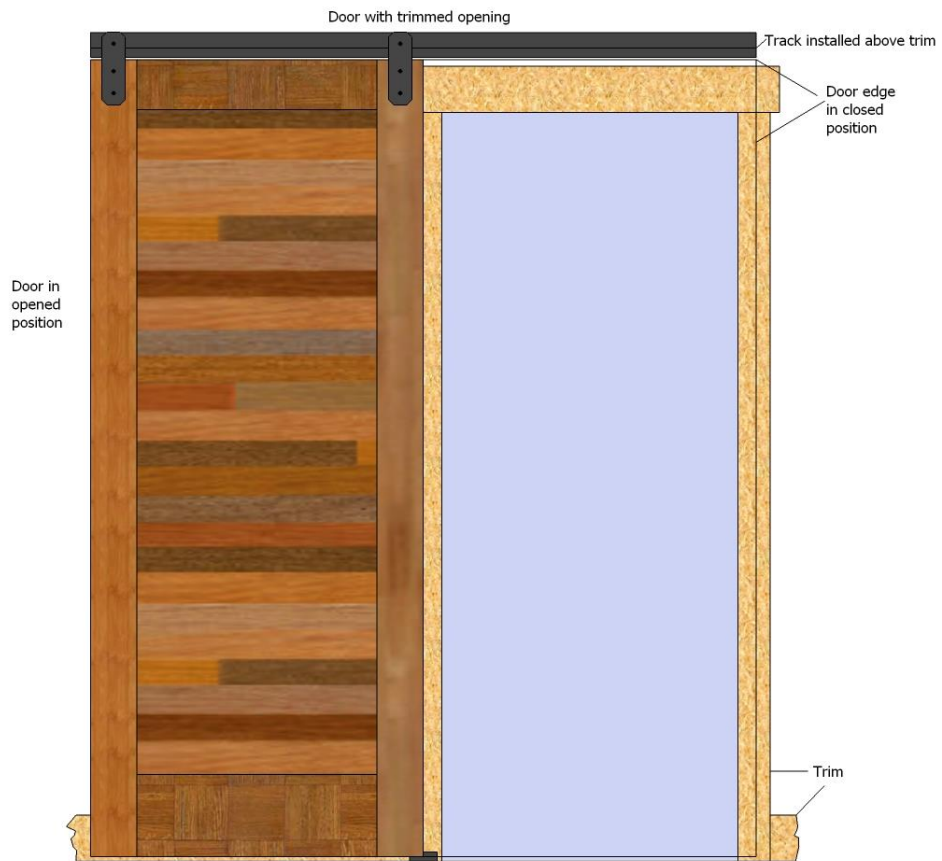 Door with trimmed opening
Track installed above trim
Door edge
in closed
position
Door in
opened
position
Trim